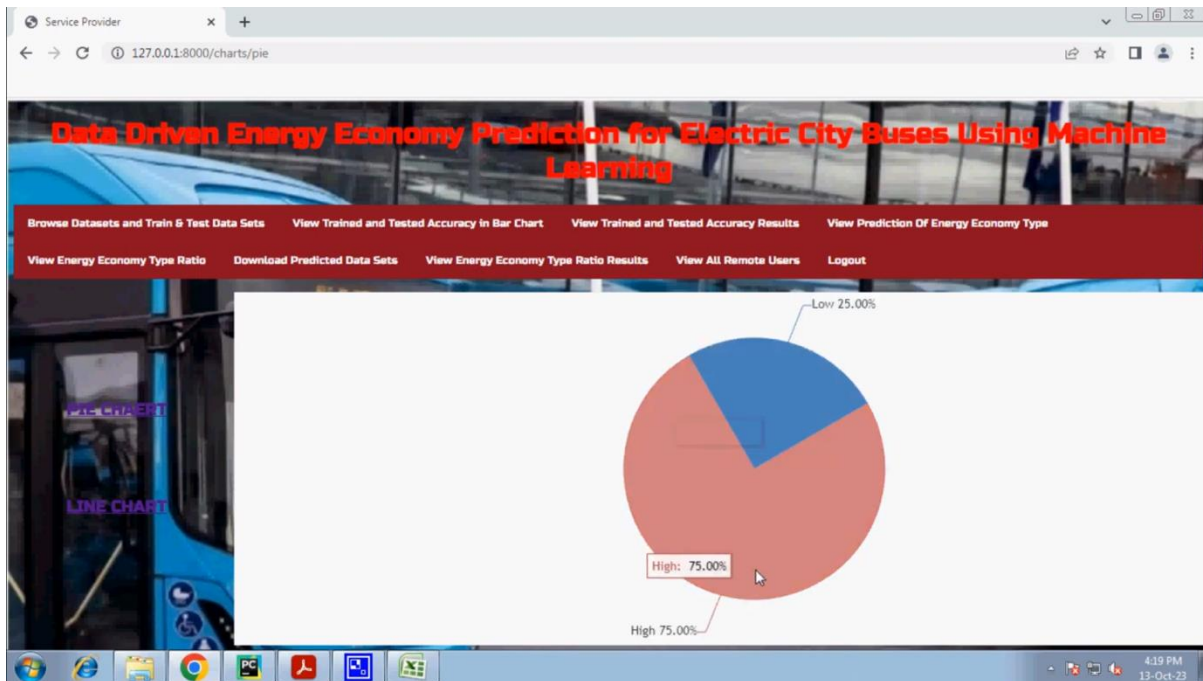 Service Provider
127.0.0.1:8000/charts/pie
Data Driven Energy Economy Prediction for Electric City Buses Using Machine
Learning
Browse Datasets and Train & Test Data Sets View Trained and Tested Accuracy in Bar Chart View Trained and Tested Accuracy Results View Prediction Of Energy Economy Type
View Energy Economy Type Ratio Download Predicted Data Sets View Energy Economy Type Ratio Results View All Remote Users Logout
Low 25.00%
PIE CHAERT
LINE CHART
High: 75.00%
High 75.00%
PC
4:19 PM
13-Oct-23